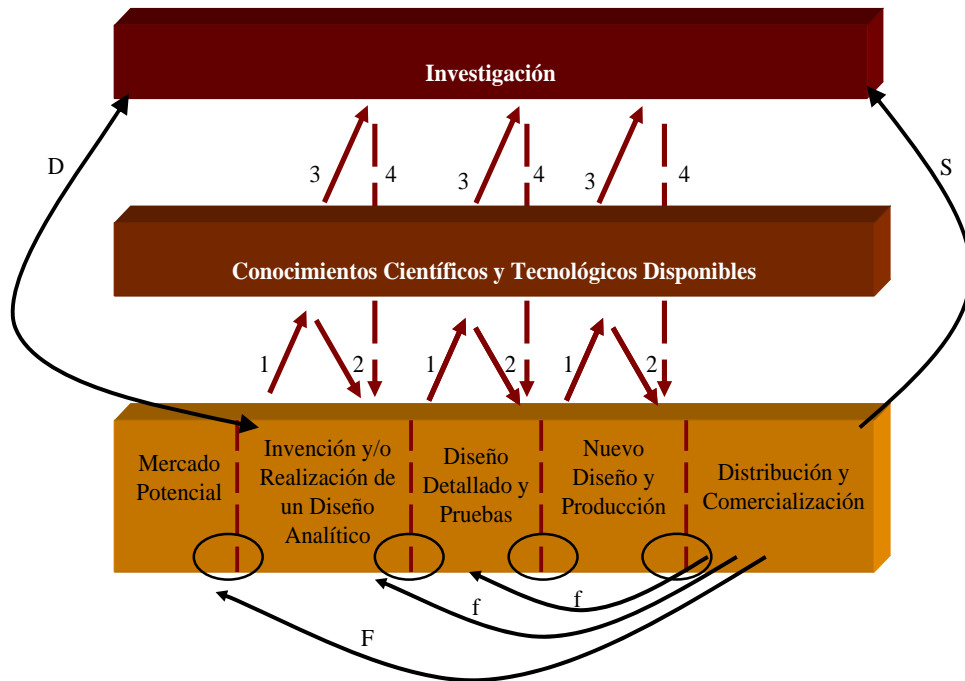 Investigación
D
S
3
4
3
4
3
4
Conocimientos Científicos y Tecnológicos Disponibles
1
2
1
2
1
2
Mercado
Potencial
Invención y/o
Realización de
un Diseño
Analítico
Diseño
Detallado y
Pruebas
Nuevo
Diseño y
Producción
Distribución y
Comercialización
f
f
F